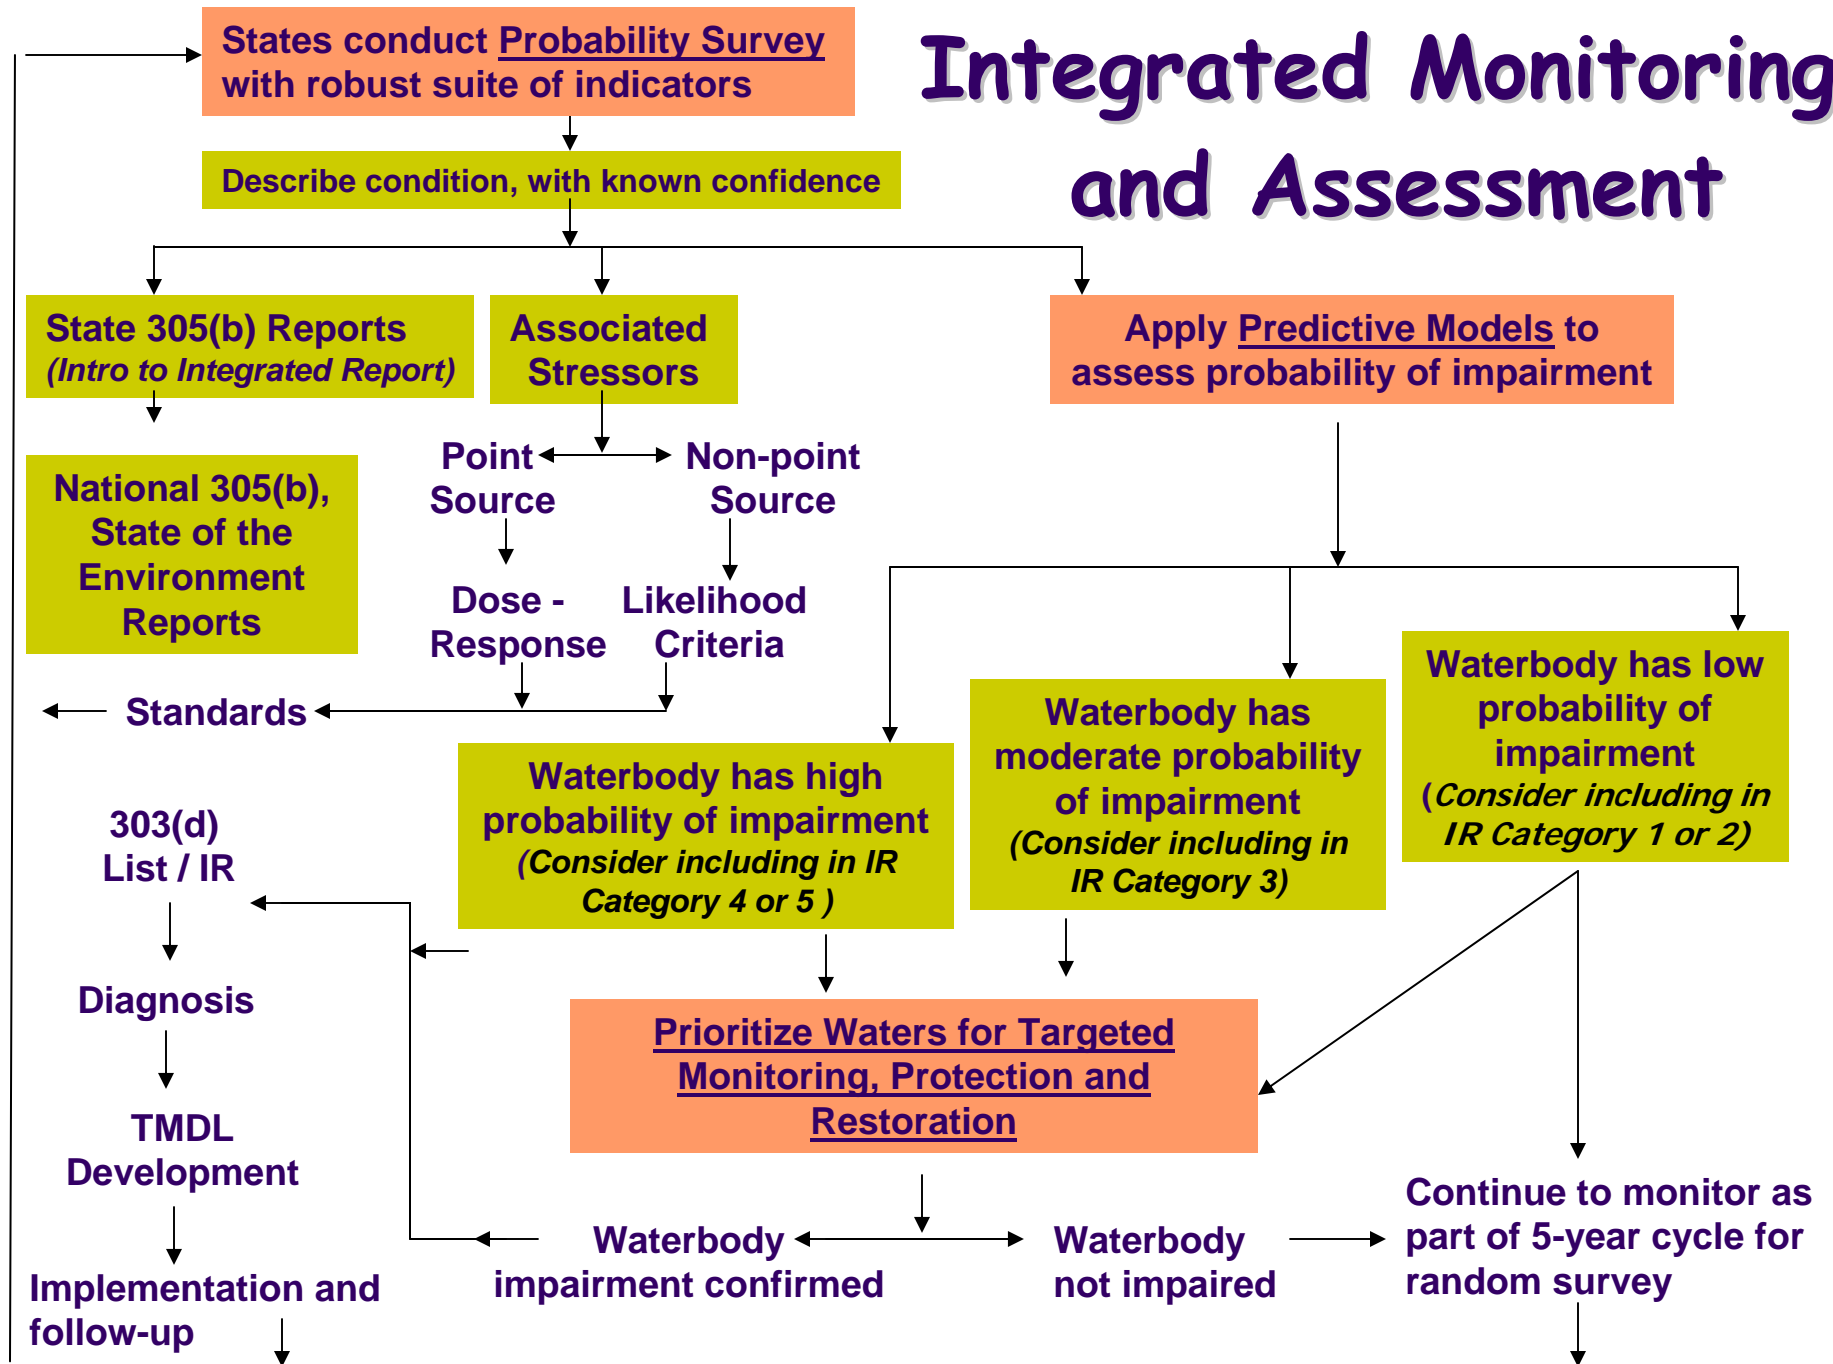 States conduct Probability Survey
with robust suite of indicators
Integrated Monitoring
and Assessment
Describe condition, with known confidence
State 305(b) Reports
(Intro to Integrated Report)
Associated
Stressors
Apply Predictive Models to
assess probability of impairment
National 305(b),
State of the
Environment
Reports
Point
Source
Non-point
Source
Dose -
Response
Likelihood
Criteria
Standards
Waterbody has high
probability of impairment
(Consider including in IR
Category 4 or 5 )
Waterbody has
moderate probability
of impairment
(Consider including in
IR Category 3)
Waterbody has low
probability of
impairment
(Consider including in
IR Category 1 or 2)
303(d)
List / IR
Diagnosis
TMDL
Development
Implementation and
follow-up
Prioritize Waters for Targeted
Monitoring, Protection and
Restoration
Waterbody
impairment confirmed
Waterbody
not impaired
Continue to monitor as
part of 5-year cycle for
random survey